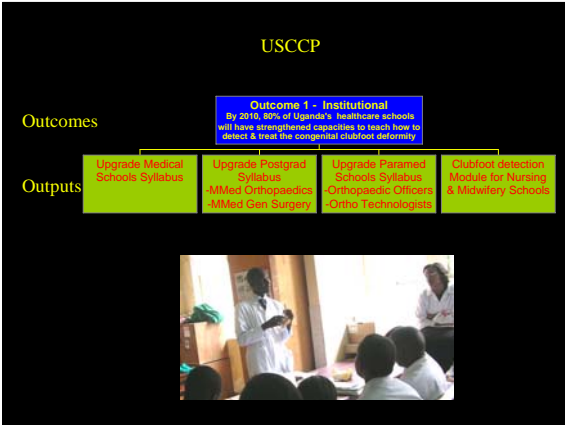 USCCP
Outcomes
Outcome 1 - Institutional
By 2010, 80% of Uganda's healthcare schools
will have strengthened capacities to teach how to
detect & treat the congenital clubfoot deformity
Outputs
Upgrade Medical
Schools Syllabus
Upgrade Postgrad
Syllabus
-MMed Orthopaedics
-MMed Gen Surgery
Upgrade Paramed
Schools Syllabus
-Orthopaedic Officers
-Ortho Technologists
Clubfoot detection
Module for Nursing
& Midwifery Schools